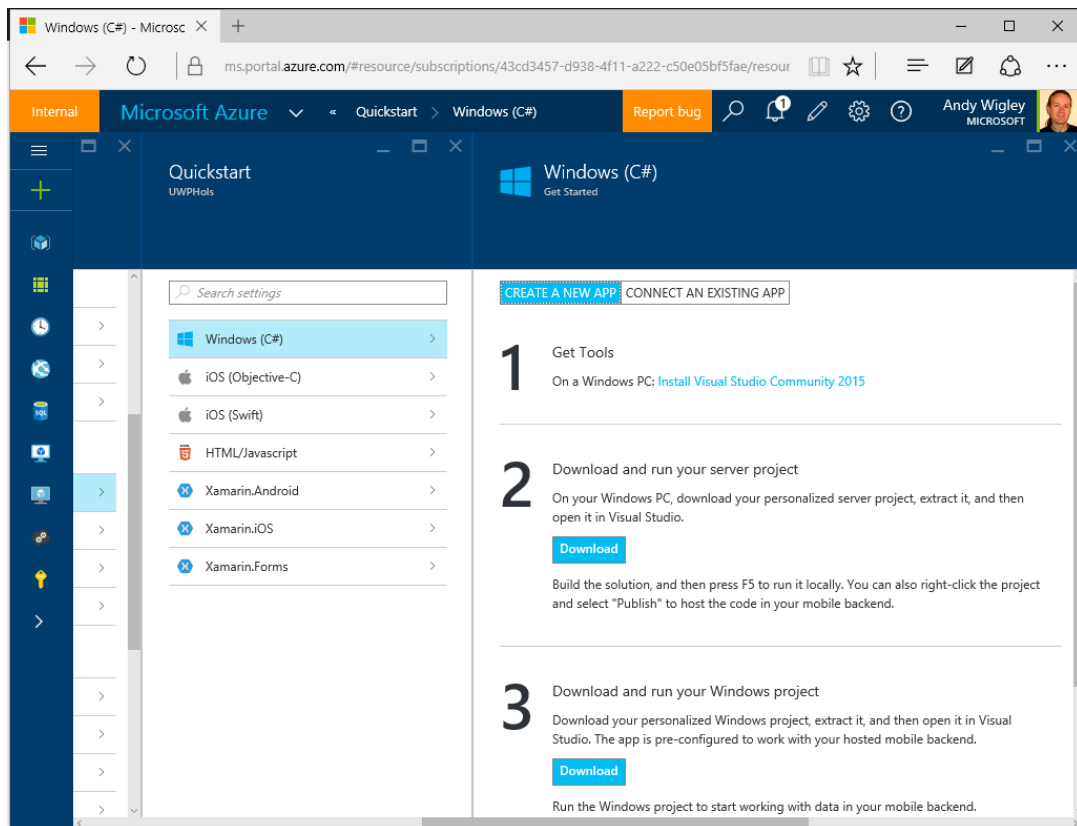 Windows (C#) - Microsc
ms.portal.azure.com/#resource/subscriptions/43cd3457-d938-4f11-a222-c50e05bf5fae/resour
Internal
Microsoft Azure
« Quickstart > Windows (C#)
Report bug
1
Andy Wigley
MICROSOFT
Quickstart
UWPHols
Windows (C#)
Get Started
SQL
Search settings
Windows (C#)
iOS (Objective-C)
iOS (Swift)
HTML/Javascript
Xamarin.Android
Xamarin.iOS
Xamarin.Forms
CREATE A NEW APP
CONNECT AN EXISTING APP
1
Get Tools
On a Windows PC: Install Visual Studio Community 2015
2
Download and run your server project
On your Windows PC, download your personalized server project, extract it, and then
open it in Visual Studio.
Download
Build the solution, and then press F5 to run it locally. You can also right-click the project
and select "Publish" to host the code in your mobile backend.
3
Download and run your Windows project
Download your personalized Windows project, extract it, and then open it in Visual
Studio. The app is pre-configured to work with your hosted mobile backend.
Download
Run the Windows project to start working with data in your mobile backend.